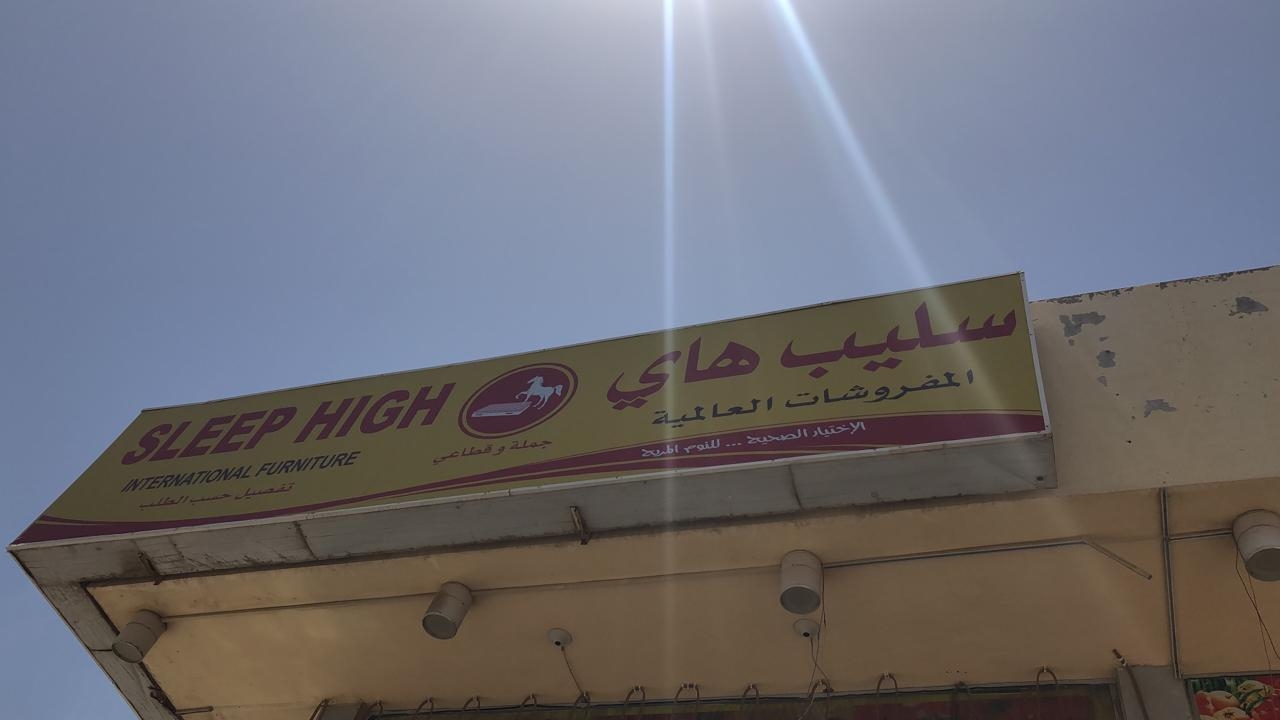 سليب هاي
المفروشات العالمية
الإختيار الصحيح ... للنوم المريح
جملة و قطاعي
SLEEP HIGH
INTERNATIONAL FURNITURE
تفصيل حسب الطلب